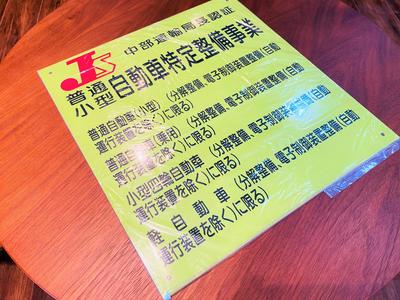 JS
中部運輸局長認証
普通
小型
自動車特定整備事業
普通自動車(小型)(分解整備、電子制御装置整備(自動
運行装置を除く)に限る)
普通自動車(乗用)(分解整備、電子制御装置整備(自動
運行装置を除く)に限る)
小型四輪自動車(分解整備、電子制御装置整備(自動
運行装置を除く)に限る)
軽自動車(分解整備、電子制御装置整備(自動
運行装置を除く)に限る)